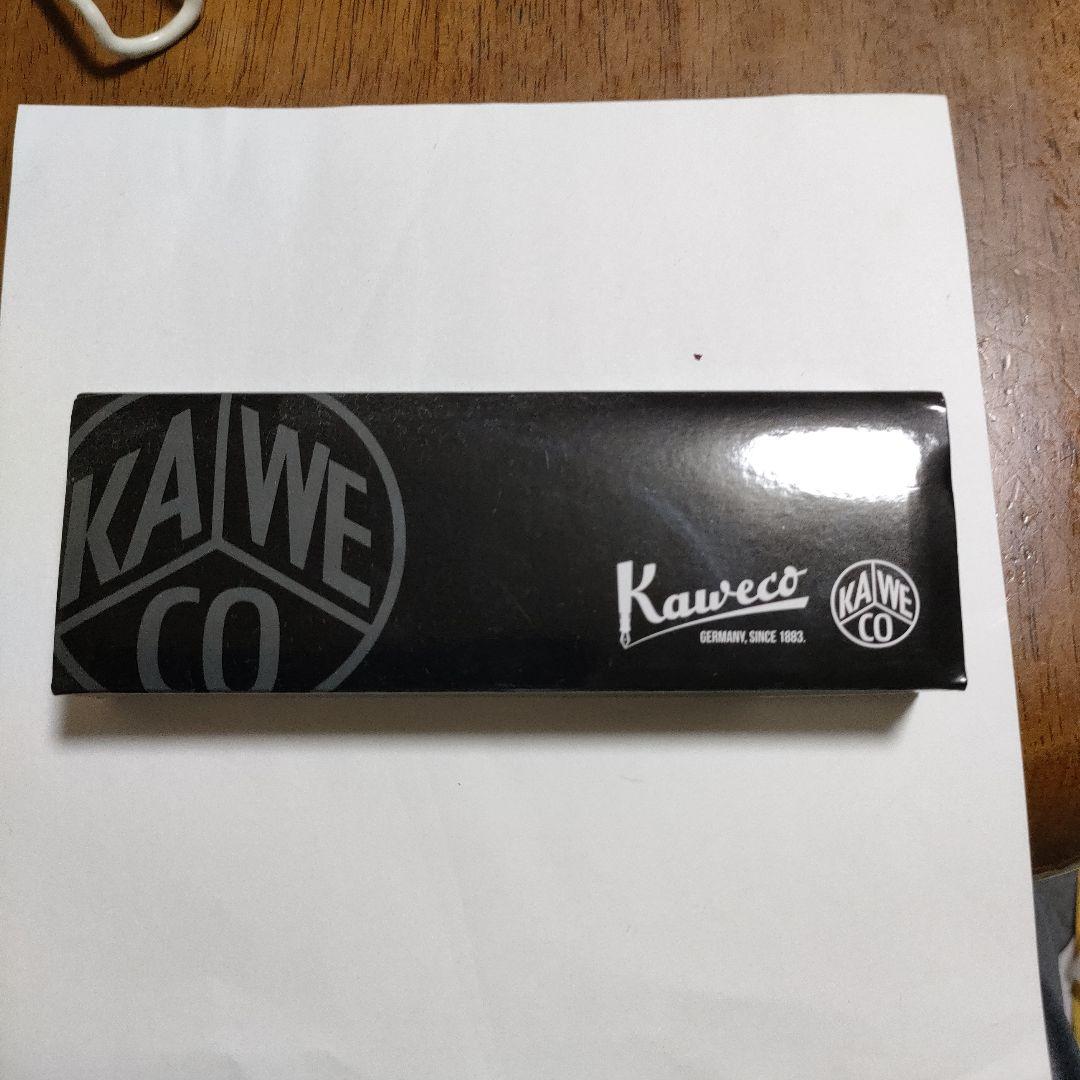 KA WE
CO
Kaweco
GERMANY, SINCE 1883.
KA WE
CO